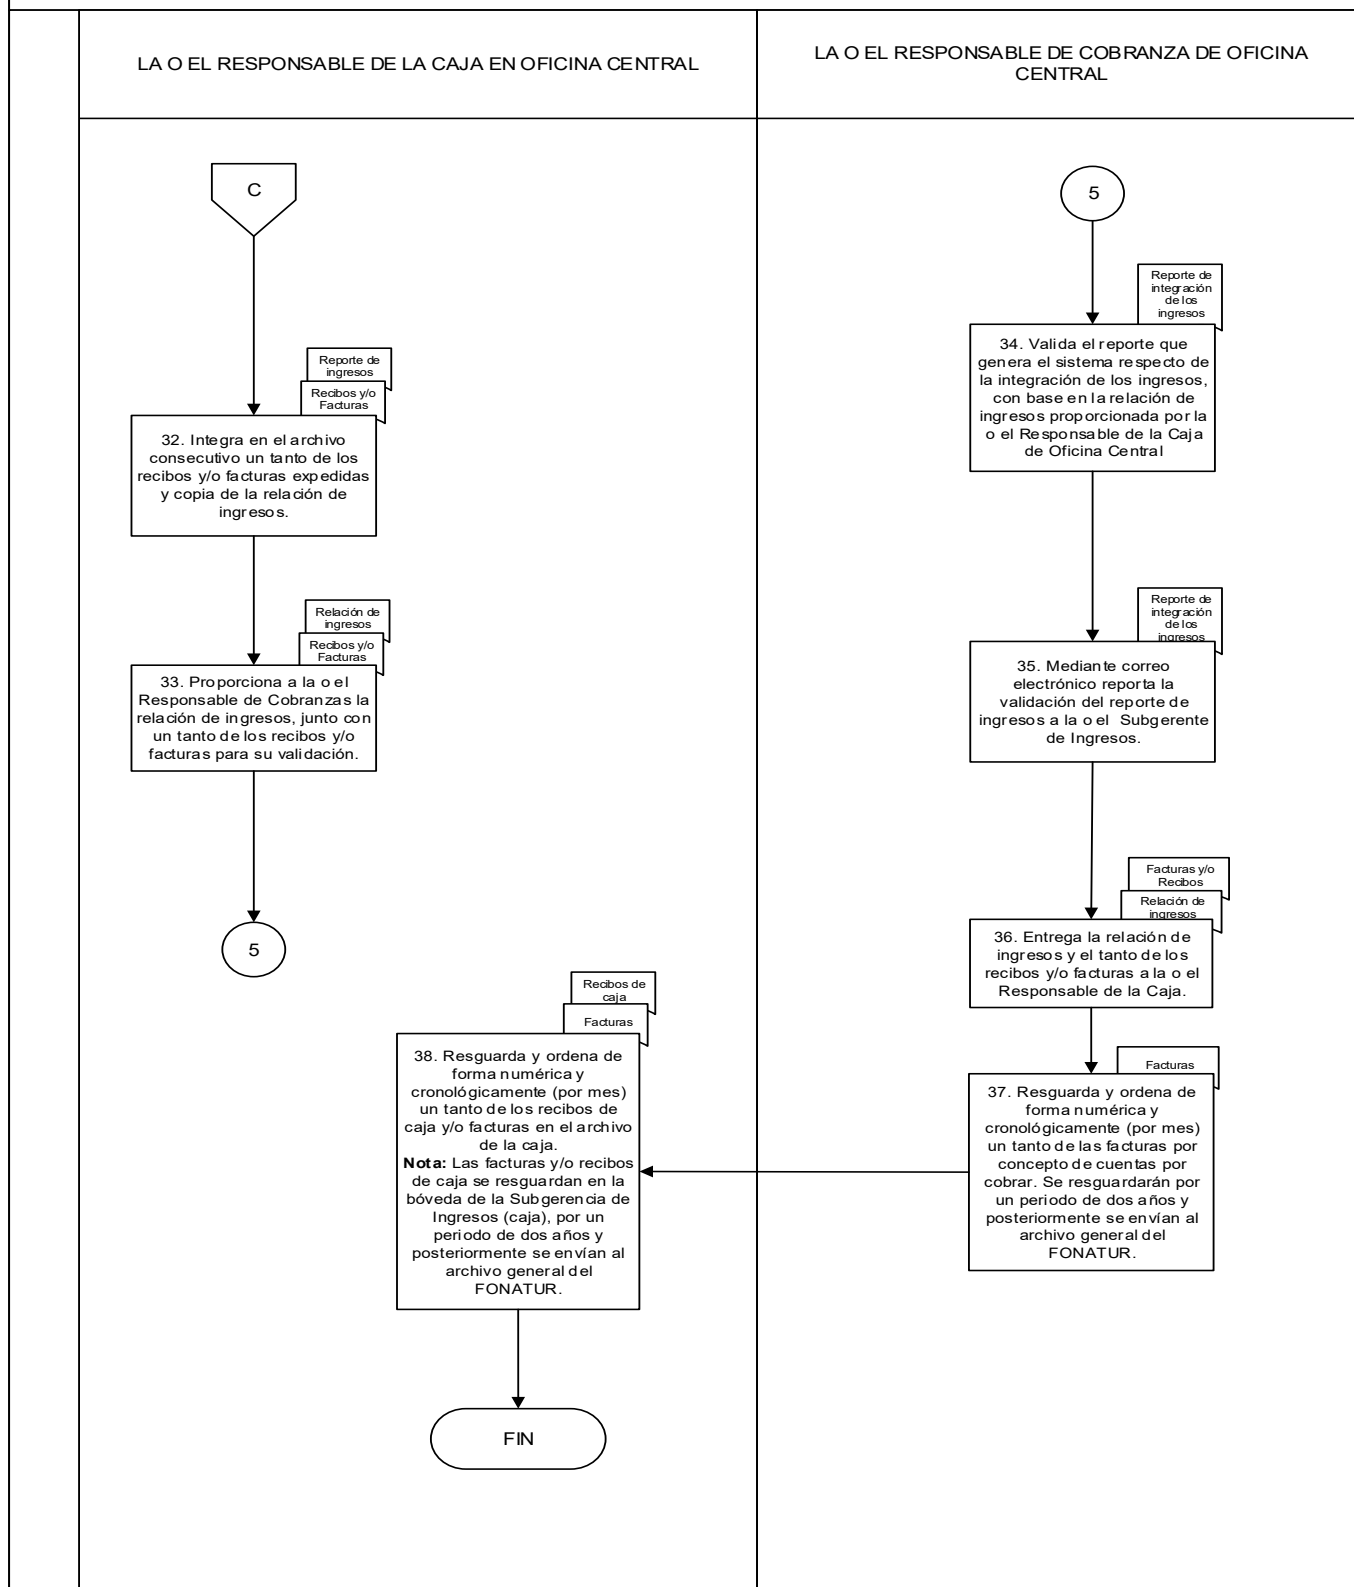 LA O EL RESPONSABLE DE LA CAJA EN OFICINA CENTRAL
LA O EL RESPONSABLE DE COBRANZA DE OFICINA
CENTRAL
C
Reporte de
ingresos
Recibos y/o
Facturas
32. Integra en el archivo
consecutivo un tanto de los
recibos y/o facturas expedidas
y copia de la relación de
ingresos.
Relación de
ingresos
Recibos y/o
Facturas
33. Proporciona a la o el
Responsable de Cobranzas la
relación de ingresos, junto con
un tanto de los recibos y/o
facturas para su validación.
5
5
Reporte de
integración
de los
ingresos
34. Valida el reporte que
genera el sistema respecto de
la integración de los ingresos,
con base en la relación de
ingresos proporcionada por la
o el Responsable de la Caja
de Oficina Central
Reporte de
integración
de los
ingresos
35. Mediante correo
electrónico reporta la
validación del reporte de
ingresos a la o el Subgerente
de Ingresos.
Facturas y/o
Recibos
Relación de
ingresos
36. Entrega la relación de
ingresos y el tanto de los
recibos y/o facturas a la o el
Responsable de la Caja.
Facturas
37. Resguarda y ordena de
forma numérica y
cronológicamente (por mes)
un tanto de las facturas por
concepto de cuentas por
cobrar. Se resguardarán por
un periodo de dos años y
posteriormente se envían al
archivo general del
FONATUR.
Recibos de
caja
Facturas
38. Resguarda y ordena de
forma numérica y
cronológicamente (por mes)
un tanto de los recibos de
caja y/o facturas en el archivo
de la caja.
Nota: Las facturas y/o recibos
de caja se resguardan en la
bóveda de la Subgerencia de
Ingresos (caja), por un
periodo de dos años y
posteriormente se envían al
archivo general del
FONATUR.
FIN